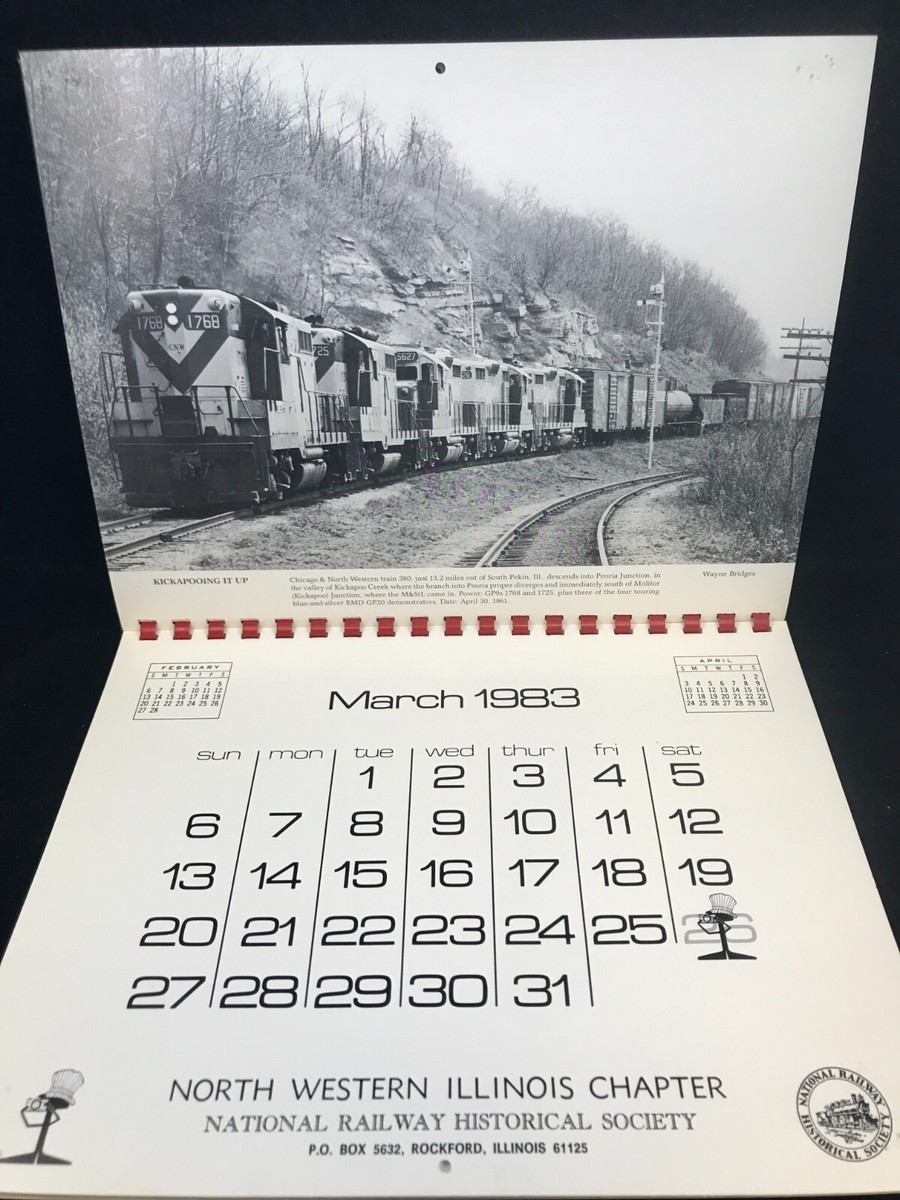 1768 1768
CNW
725
5627
KICKAPOOING IT UP
Chicago & North Western train 380, just 13.2 miles out of South Pekin, Ill., descends into Peoria Junction, in
the valley of Kickapoo Creek where the branch into Peoria proper diverges and immediately south of Molitor
(Kickapoo) Junction, where the M&StL came in. Power: GP9s 1768 and 1725, plus three of the four touring
blue-and-silver EMD GP20 demonstrators. Date: April 30, 1961.
Wayne Bridges
FEBRUARY
S M T W T F S
1 2 3 4 5
6 7 8 9 10 11 12
13 14 15 16 17 18 19
20 21 22 23 24 25 26
27 28
March 1983
APRIL
S M T W T F S
1 2
3 4 5 6 7 8 9
10 11 12 13 14 15 16
17 18 19 20 21 22 23
24 25 26 27 28 29 30
sun mon tue wed thur fri sat
1 2 3 4 5
6 7 8 9 10 11 12
13 14 15 16 17 18 19
20 21 22 23 24 25 26
27 28 29 30 31
NORTH WESTERN ILLINOIS CHAPTER
NATIONAL RAILWAY HISTORICAL SOCIETY
P.O. BOX 5632, ROCKFORD, ILLINOIS 61125
NATIONAL RAILWAY
HISTORICAL SOCIETY